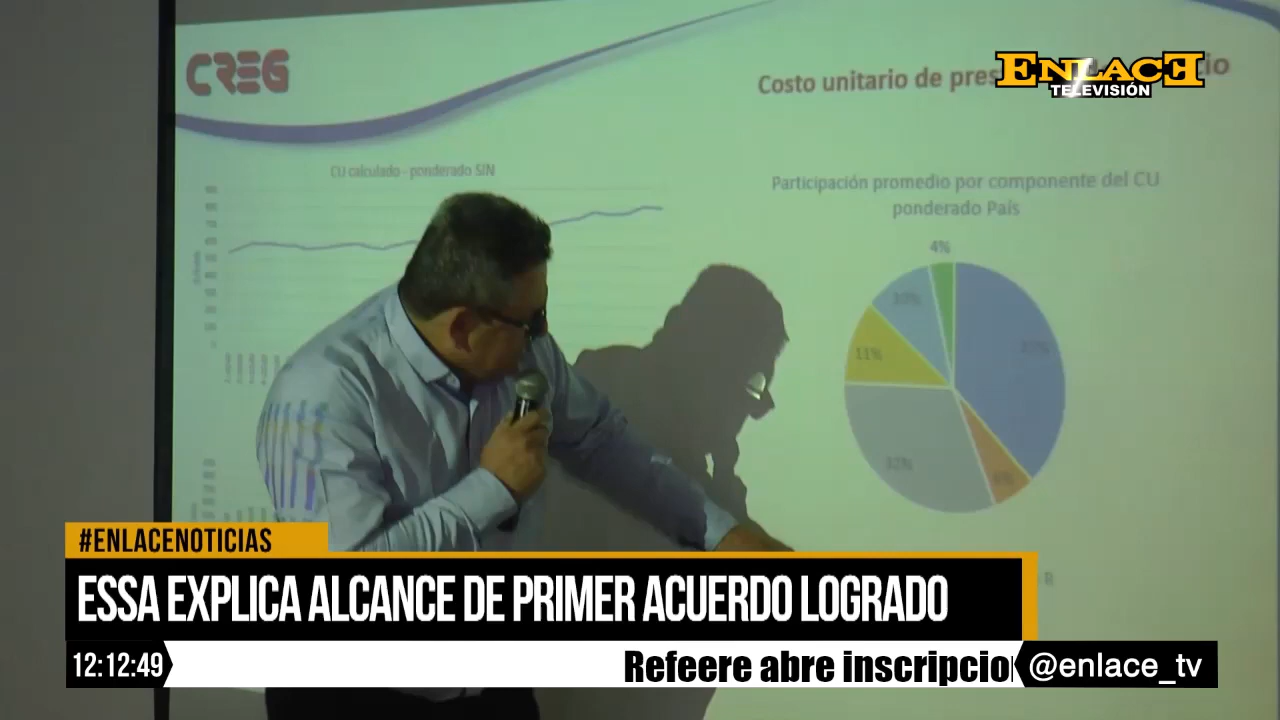 CREG
Costo unitario de
ENLACE
TELEVISIÓN
CU calculado - ponderado SIN
Participación promedio por componente del CU
ponderado País
4%
11%
32%
#ENLACENOTICIAS
ESSA EXPLICA ALCANCE DE PRIMER ACUERDO LOGRADO
12:12:49
Refeere abre inscripcio
@enlace_tv